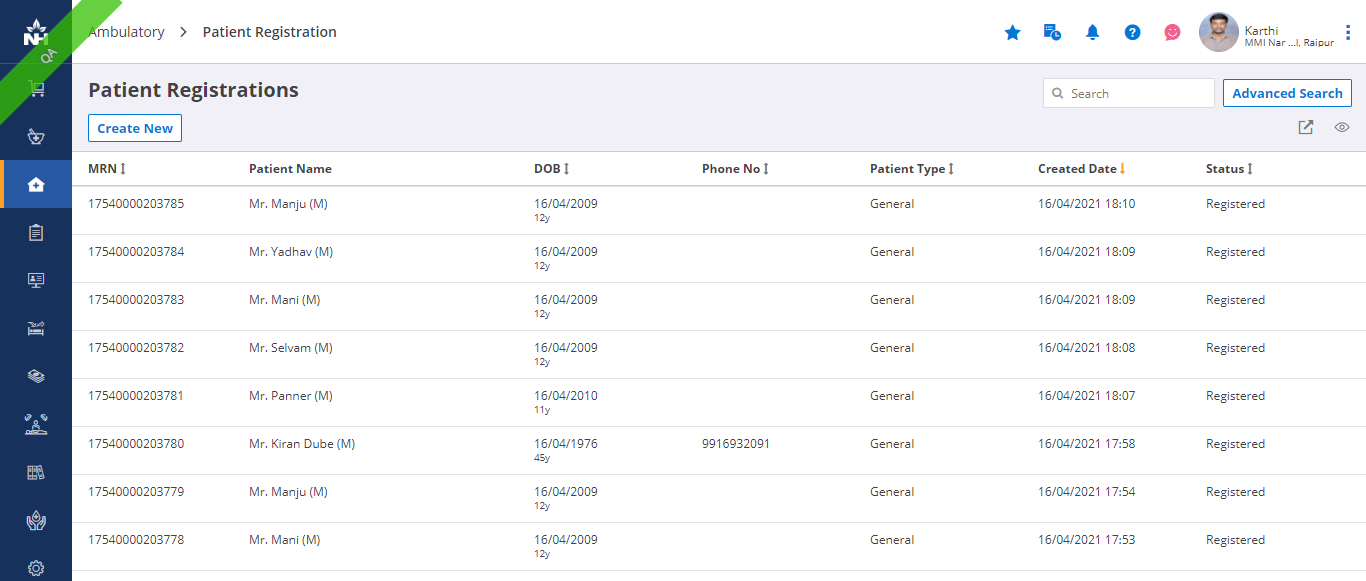 NH
QA
Ambulatory > Patient Registration
Karthi
MMI Nar ...l, Raipur
Patient Registrations
Search
Advanced Search
Create New
MRN Patient Name DOB Phone No Patient Type Created Date Status
17540000203785 Mr. Manju (M) 16/04/2009 General 16/04/2021 18:10 Registered
12y
17540000203784 Mr. Yadhav (M) 16/04/2009 General 16/04/2021 18:09 Registered
12y
17540000203783 Mr. Mani (M) 16/04/2009 General 16/04/2021 18:09 Registered
12y
17540000203782 Mr. Selvam (M) 16/04/2009 General 16/04/2021 18:08 Registered
12y
17540000203781 Mr. Panner (M) 16/04/2010 General 16/04/2021 18:07 Registered
11y
17540000203780 Mr. Kiran Dube (M) 16/04/1976 9916932091 General 16/04/2021 17:58 Registered
45y
17540000203779 Mr. Manju (M) 16/04/2009 General 16/04/2021 17:54 Registered
12y
17540000203778 Mr. Mani (M) 16/04/2009 General 16/04/2021 17:53 Registered
12y